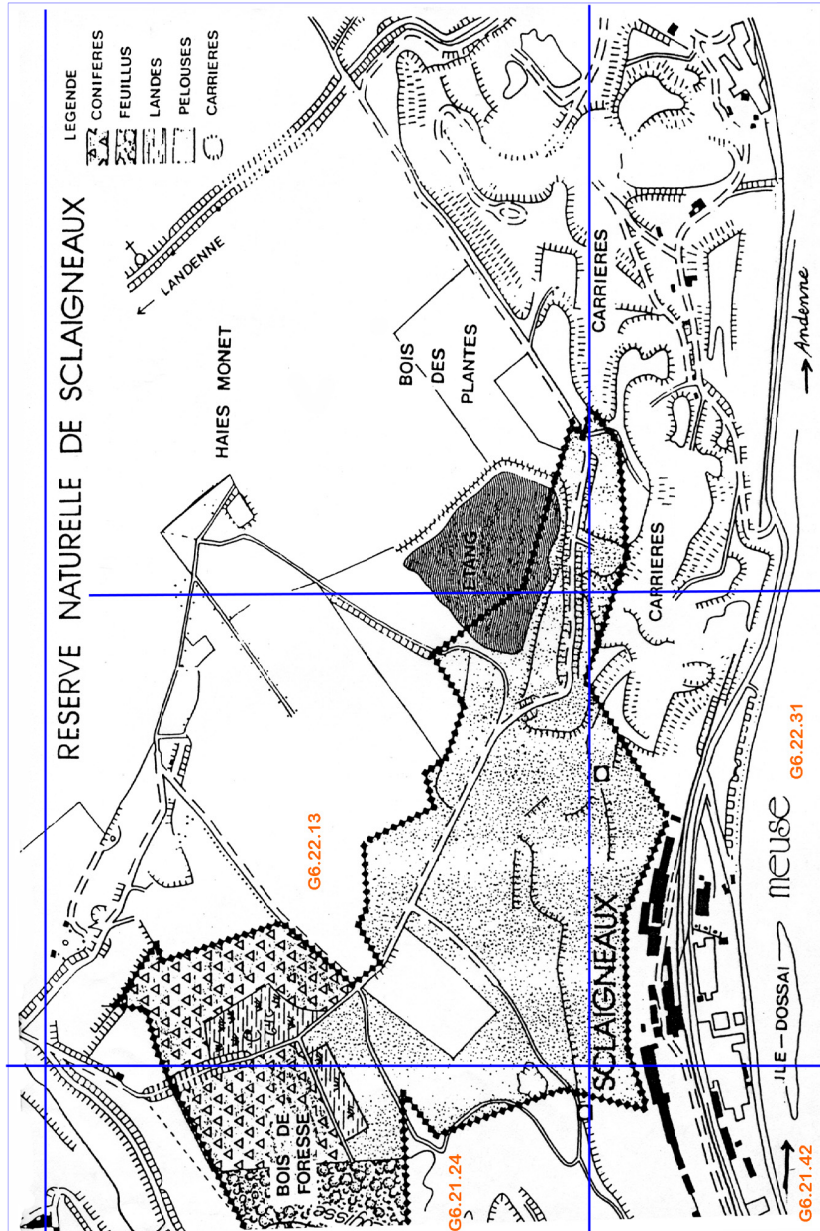 RESERVE NATURELLE DE SCLAIGNEAUX
LEGENDE
CONIFERES
FEUILLUS
LANDES
PELOUSES
CARRIERES
LANDENNE
HAIES MONET
BOIS
DES
PLANTES
CARRIERES
ETANG
CARRIERES
Andenne
G6.22.13
G6.22.31
SCLAIGNEAUX
MEUSE
ILE-DOSSAI
BOIS DE
FORESSE
G6.21.24
G6.21.42